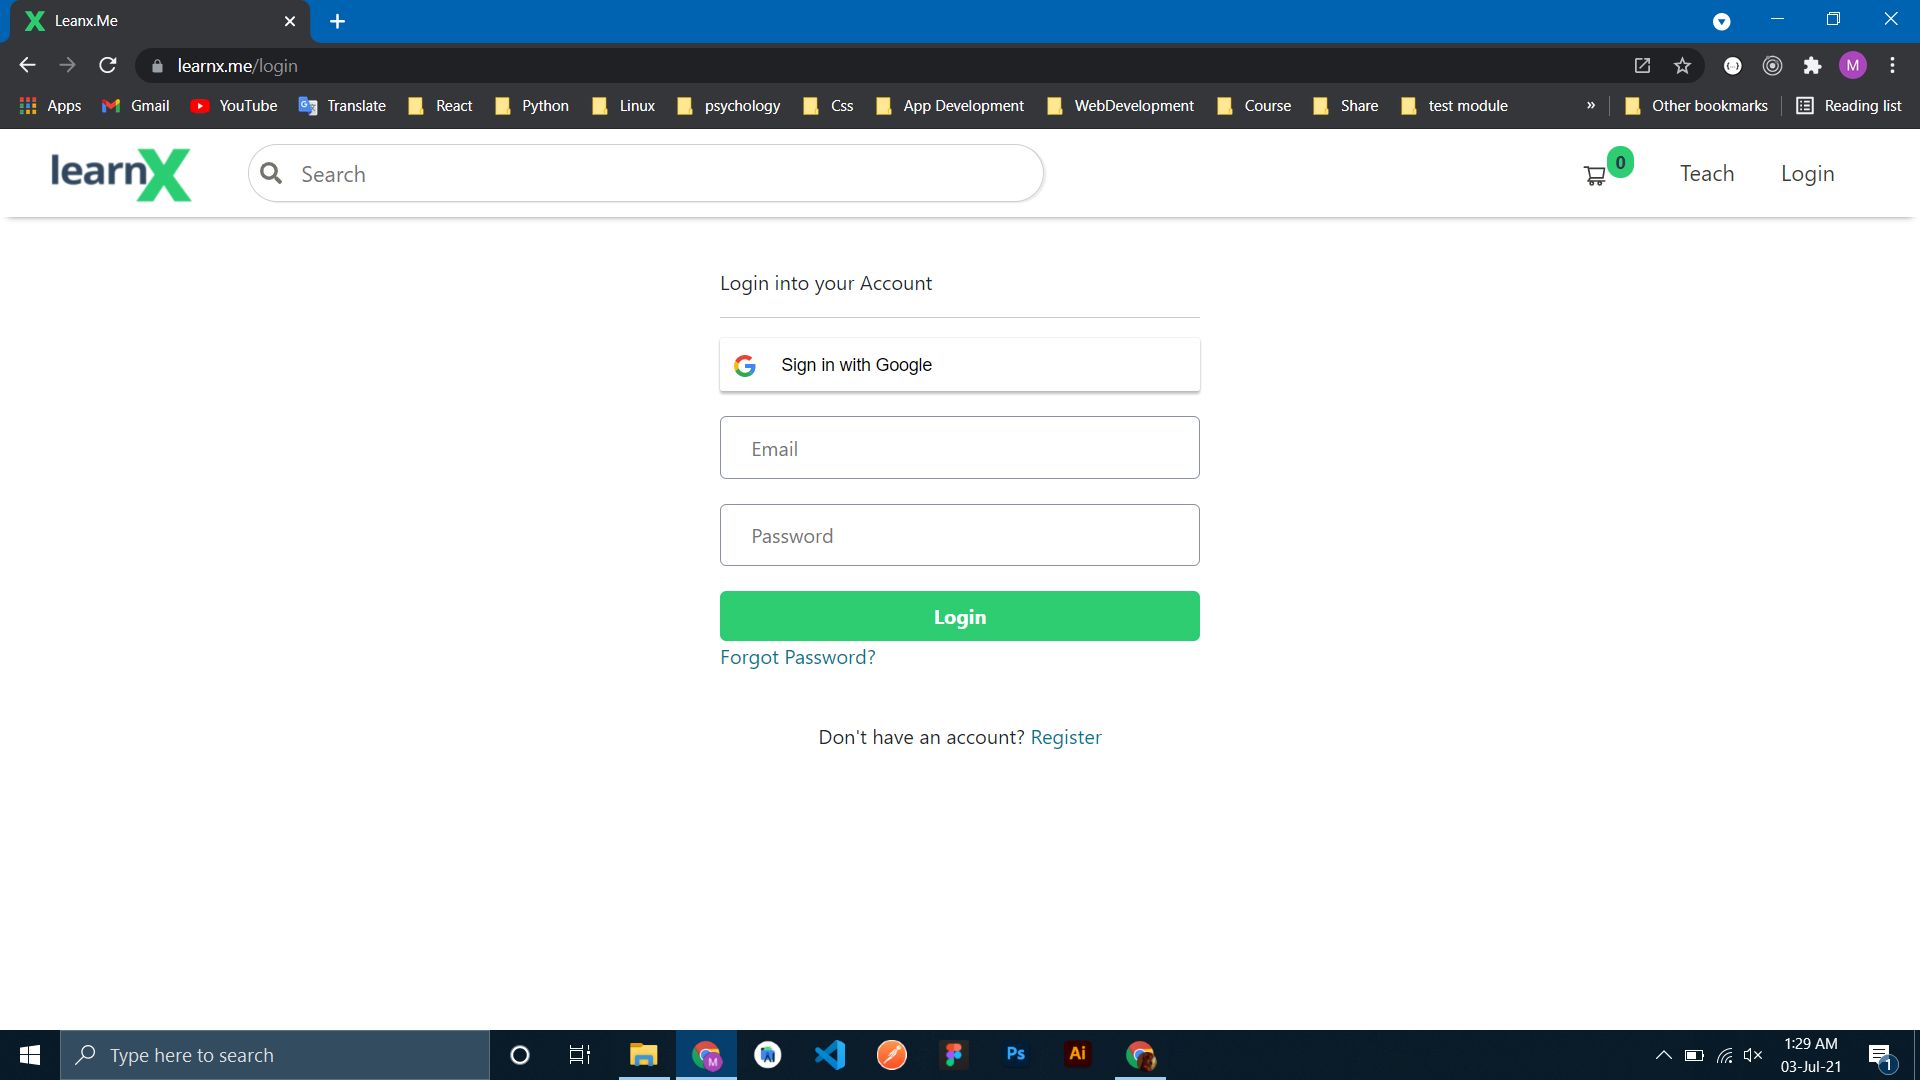 Leanx.Me
learnx.me/login
M
Apps Gmail YouTube Translate React Python Linux psychology Css App Development WebDevelopment Course Share test module » Other bookmarks Reading list
learnX
Search
0
Teach
Login
Login into your Account
Sign in with Google
Email
Password
Login
Forgot Password?
Don't have an account? Register
Type here to search
M
Ps
Ai
1:29 AM
03-Jul-21
1